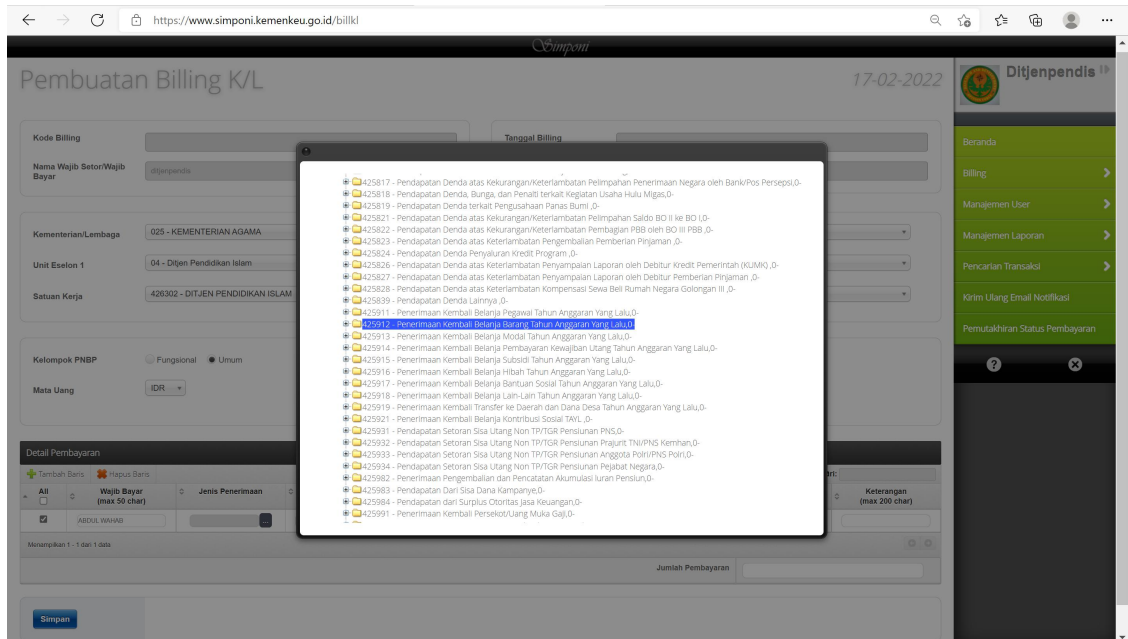 https://www.simponi.kemenkeu.go.id/billkl
Simponi
Pembuatan Billing K/L
17-02-2022
Ditjenpendis
Kode Billing
Tanggal Billing
Nama Wajib Setor/Wajib
Bayar
ditjenpendis
Kementerian/Lembaga
025 - KEMENTERIAN AGAMA
Unit Eselon 1
04 - Ditjen Pendidikan Islam
Satuan Kerja
426302 - DITJEN PENDIDIKAN ISLAM
Kelompok PNBP
Fungsional
Umum
Mata Uang
IDR
425817 - Pendapatan Denda atas Kekurangan/Keterlambatan Pelimpahan Penerimaan Negara oleh Bank/Pos Persepsi,0-
425818 - Pendapatan Denda, Bunga, dan Penalti terkait Kegiatan Usaha Hulu Migas,0-
425819 - Pendapatan Denda terkait Pengusahaan Panas Bumi ,0-
425821 - Pendapatan Denda atas Kekurangan/Keterlambatan Pelimpahan Saldo BO II ke BO I,0-
425822 - Pendapatan Denda atas Kekurangan/Keterlambatan Pembagian PBB oleh BO III PBB ,0-
425823 - Pendapatan Denda atas Keterlambatan Pengembalian Pemberian Pinjaman ,0-
425824 - Pendapatan Denda Penyaluran Kredit Program ,0-
425826 - Pendapatan Denda atas Keterlambatan Penyampaian Laporan oleh Debitur Kredit Pemerintah (KUMK) ,0-
425827 - Pendapatan Denda atas Keterlambatan Penyampaian Laporan oleh Debitur Pemberian Pinjaman ,0-
425828 - Pendapatan Denda atas Keterlambatan Kompensasi Sewa Beli Rumah Negara Golongan III ,0-
425839 - Pendapatan Denda Lainnya ,0-
425911 - Penerimaan Kembali Belanja Pegawai Tahun Anggaran Yang Lalu,0-
425912 - Penerimaan Kembali Belanja Barang Tahun Anggaran Yang Lalu,0-
425913 - Penerimaan Kembali Belanja Modal Tahun Anggaran Yang Lalu,0-
425914 - Penerimaan Kembali Belanja Pembayaran Kewajiban Utang Tahun Anggaran Yang Lalu,0-
425915 - Penerimaan Kembali Belanja Subsidi Tahun Anggaran Yang Lalu,0-
425916 - Penerimaan Kembali Belanja Hibah Tahun Anggaran Yang Lalu,0-
425917 - Penerimaan Kembali Belanja Bantuan Sosial Tahun Anggaran Yang Lalu,0-
425918 - Penerimaan Kembali Belanja Lain-Lain Tahun Anggaran Yang Lalu,0-
425919 - Penerimaan Kembali Transfer ke Daerah dan Dana Desa Tahun Anggaran Yang Lalu,0-
425921 - Penerimaan Kembali Belanja Kontribusi Sosial TAYL ,0-
425931 - Pendapatan Setoran Sisa Utang Non TP/TGR Pensiunan PNS,0-
425932 - Pendapatan Setoran Sisa Utang Non TP/TGR Pensiunan Prajurit TNI/PNS Kemhan,0-
425933 - Pendapatan Setoran Sisa Utang Non TP/TGR Pensiunan Anggota Polri/PNS Polri,0-
425934 - Pendapatan Setoran Sisa Utang Non TP/TGR Pensiunan Pejabat Negara,0-
425982 - Penerimaan Pengembalian dan Pencatatan Akumulasi Iuran Pensiun,0-
425983 - Pendapatan Dari Sisa Dana Kampanye,0-
425984 - Pendapatan dari Surplus Otoritas Jasa Keuangan,0-
425991 - Penerimaan Kembali Persekot/Uang Muka Gaji,0-
Beranda
Billing
Manajemen User
Manajemen Laporan
Pencarian Transaksi
Kirim Ulang Email Notifikasi
Pemutakhiran Status Pembayaran
Detail Pembayaran
Tambah Baris
Hapus Baris
All
Wajib Bayar
(max 50 char)
Jenis Penerimaan
Keterangan
(max 200 char)
ABDUL WAHAB
...
Menampilkan 1 - 1 dari 1 data
Jumlah Pembayaran
Simpan